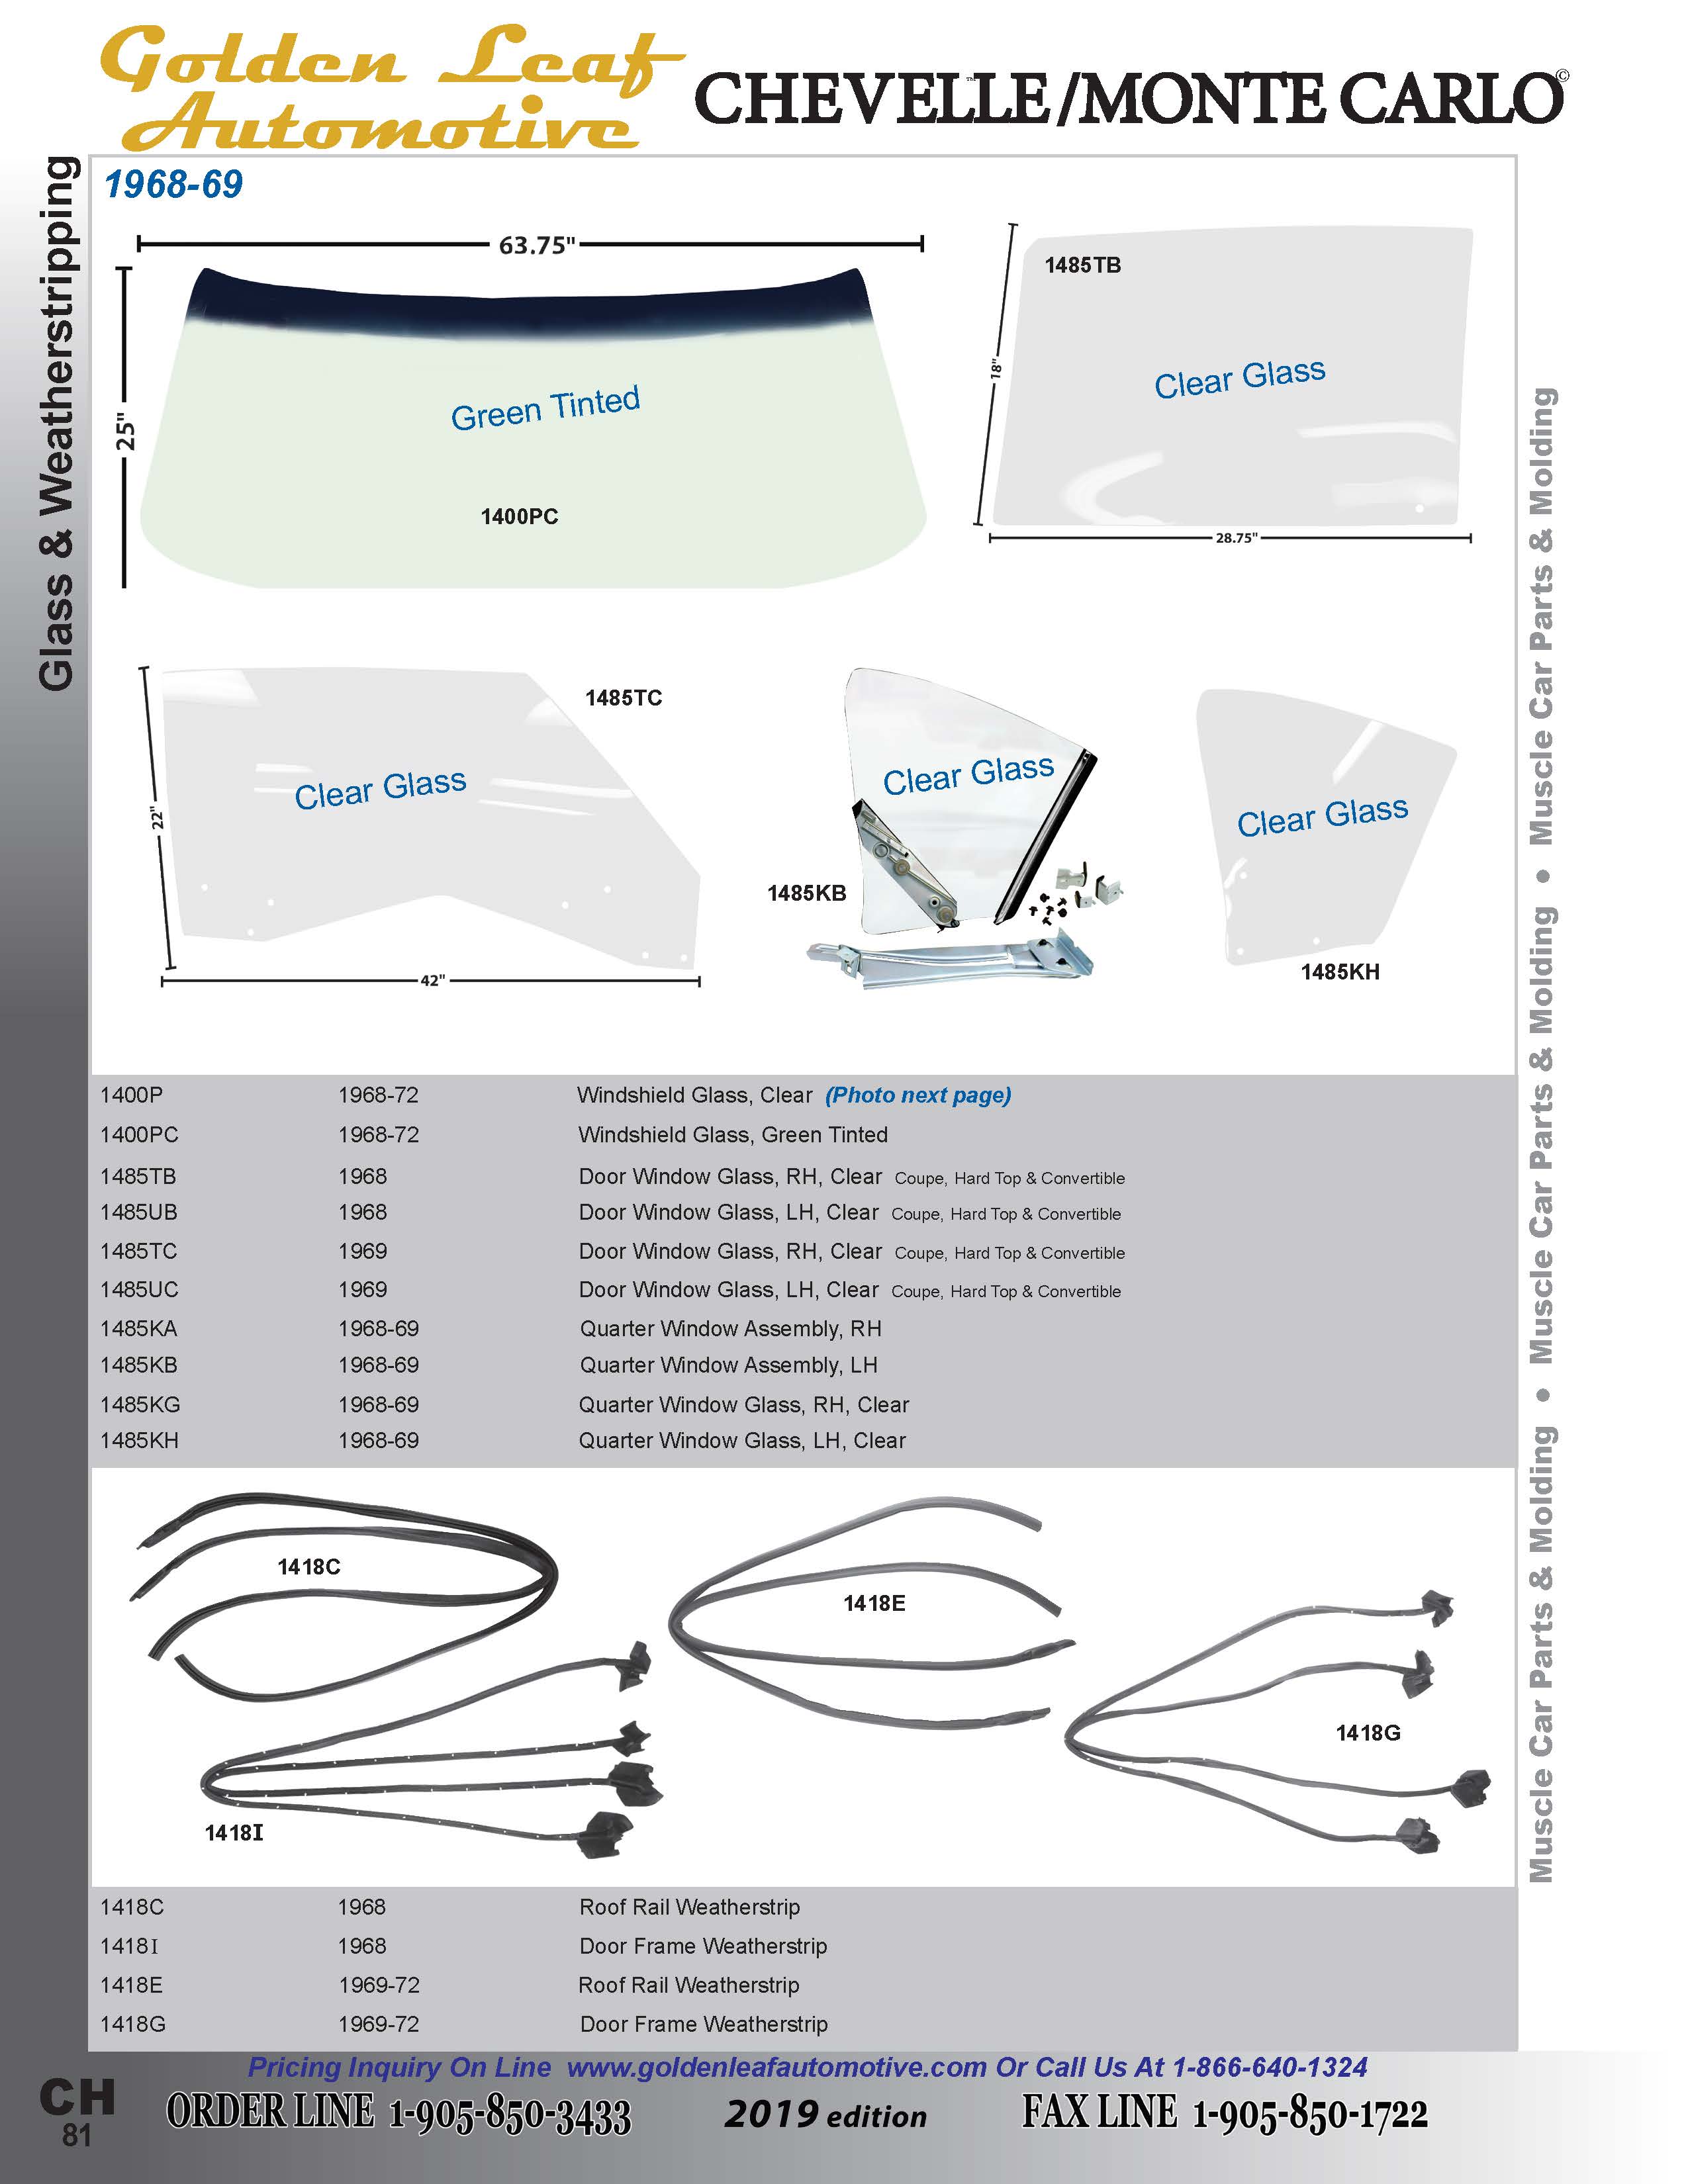 Golden Leaf
Automotive
CHEVELLE™/MONTE CARLO©
Glass & Weatherstripping
1968-69
63.75"
25"
Green Tinted
1400PC
1485TB
18"
Clear Glass
28.75"
1485TC
Clear Glass
22"
42"
Clear Glass
1485KB
Clear Glass
1485KH
1400P 1968-72 Windshield Glass, Clear (Photo next page)
1400PC 1968-72 Windshield Glass, Green Tinted
1485TB 1968 Door Window Glass, RH, Clear Coupe, Hard Top & Convertible
1485UB 1968 Door Window Glass, LH, Clear Coupe, Hard Top & Convertible
1485TC 1969 Door Window Glass, RH, Clear Coupe, Hard Top & Convertible
1485UC 1969 Door Window Glass, LH, Clear Coupe, Hard Top & Convertible
1485KA 1968-69 Quarter Window Assembly, RH
1485KB 1968-69 Quarter Window Assembly, LH
1485KG 1968-69 Quarter Window Glass, RH, Clear
1485KH 1968-69 Quarter Window Glass, LH, Clear
1418C
1418E
1418G
1418I
1418C 1968 Roof Rail Weatherstrip
1418I 1968 Door Frame Weatherstrip
1418E 1969-72 Roof Rail Weatherstrip
1418G 1969-72 Door Frame Weatherstrip
Muscle Car Parts & Molding • Muscle Car Parts & Molding • Muscle Car Parts & Molding
Pricing Inquiry On Line www.goldenleafautomotive.com Or Call Us At 1-866-640-1324
CH
81
ORDER LINE 1-905-850-3433
2019 edition
FAX LINE 1-905-850-1722